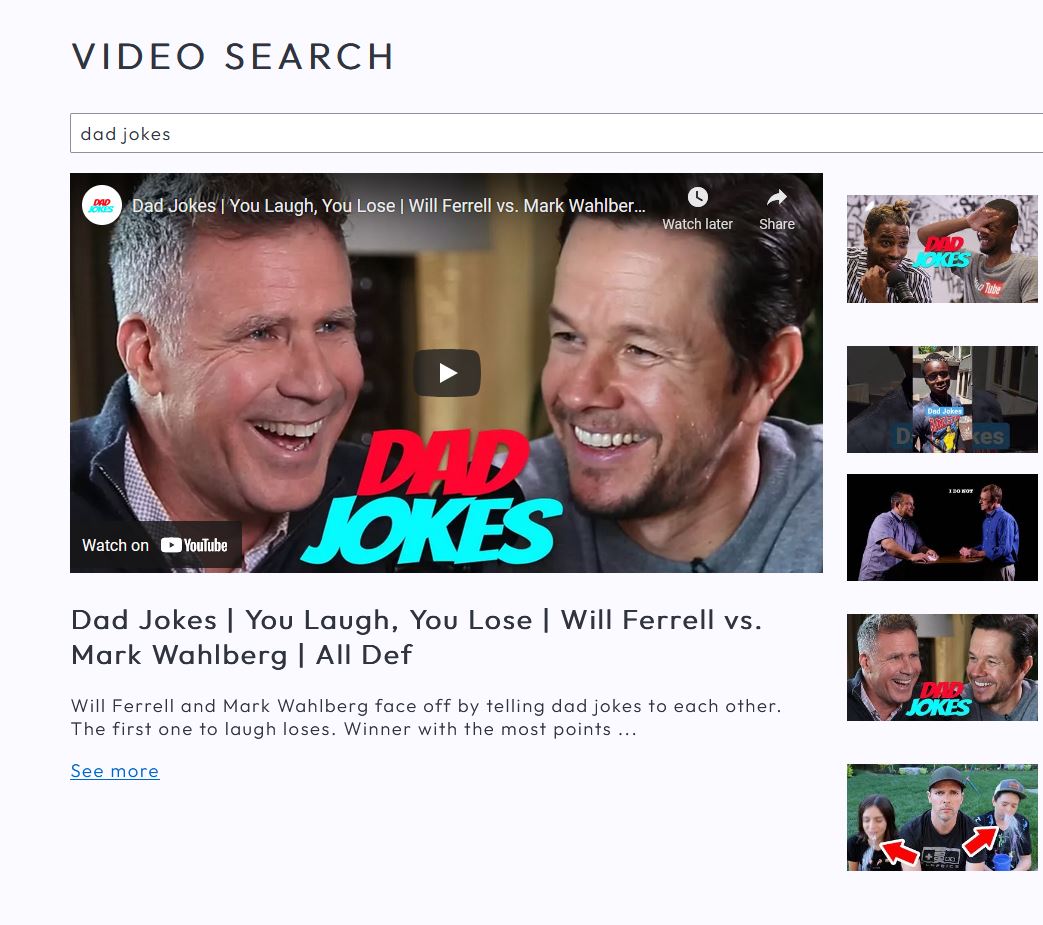 VIDEO SEARCH
dad jokes
DAD
JOKES
Dad Jokes | You Laugh, You Lose | Will Ferrell vs. Mark Wahlber...
Watch later
Share
DAD
JOKES
Watch on YouTube
Dad Jokes | You Laugh, You Lose | Will Ferrell vs.
Mark Wahlberg | All Def
Will Ferrell and Mark Wahlberg face off by telling dad jokes to each other.
The first one to laugh loses. Winner with the most points ...
See more
DAD
JOKES
Tube
Dad Jokes
D
kes
I DO NOT
DAD
JOKES